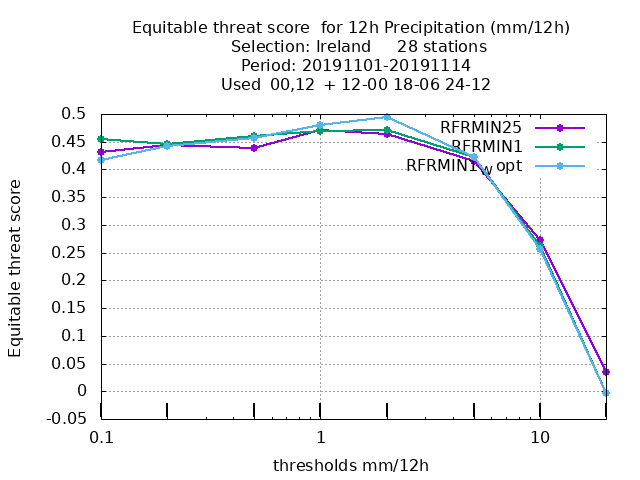 Equitable threat score for 12h Precipitation (mm/12h)
Selection: Ireland 28 stations
Period: 20191101-20191114
Used 00,12 + 12-00 18-06 24-12
RFRMIN25
RFRMIN1
RFRMIN1w opt
Equitable threat score
0.5
0.45
0.4
0.35
0.3
0.25
0.2
0.15
0.1
0.05
0
-0.05
0.1
1
10
thresholds mm/12h